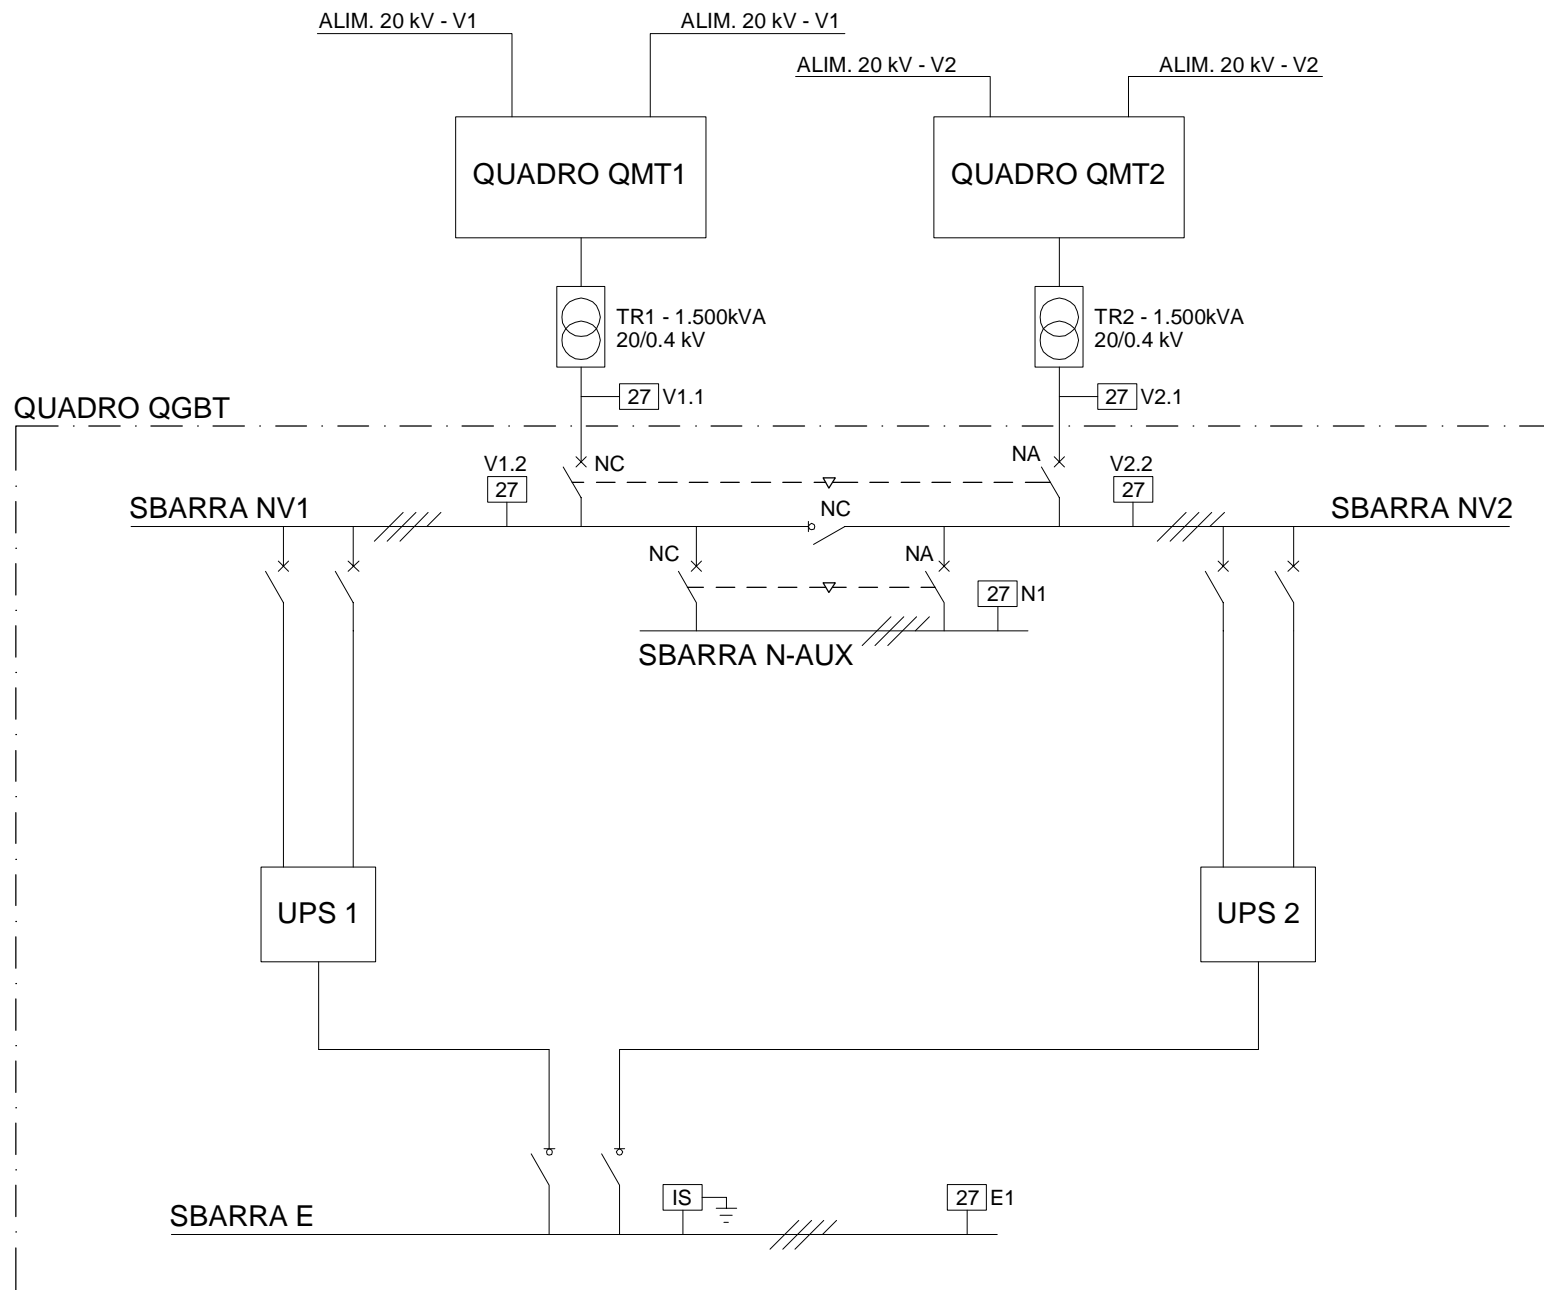 ALIM. 20 kV - V1
ALIM. 20 kV - V1
ALIM. 20 kV - V2
ALIM. 20 kV - V2
QUADRO QMT1
QUADRO QMT2
TR1 - 1.500kVA
20/0.4 kV
TR2 - 1.500kVA
20/0.4 kV
27 V1.1
27 V2.1
QUADRO QGBT
V1.2
27
NC
NA
V2.2
27
SBARRA NV1
NC
SBARRA NV2
NC
NA
27 N1
SBARRA N-AUX
UPS 1
UPS 2
IS
27 E1
SBARRA E